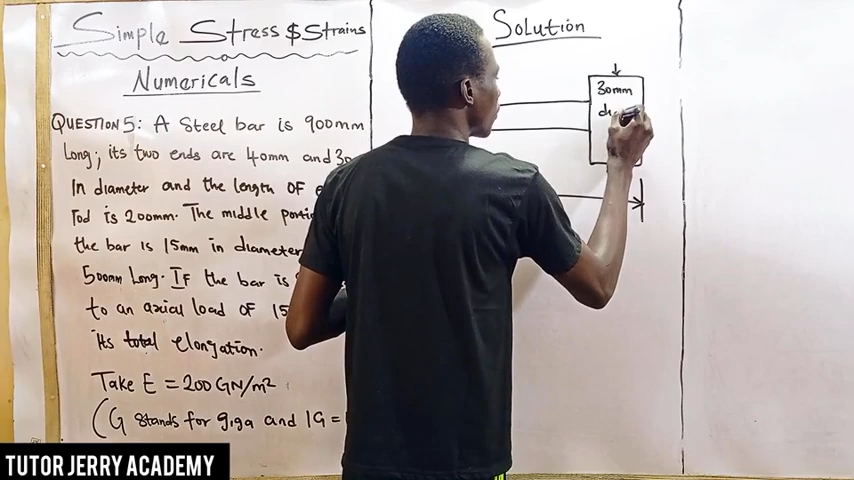 Simple Stress $ Strains
Numericals
QUESTION 5: A Steel bar is 900mm
Long; its two ends are 40mm and 30
In diameter and the length OF
rod is 200mm. The middle
the bar is 15mm in diameter
500mm Long. IF the bar is
to an axial load OF 15
Its total elongation.
Take E = 200 GN/m²
(G stands for giga and 1G =
Solution
30mm
TUTOR JERRY ACADEMY